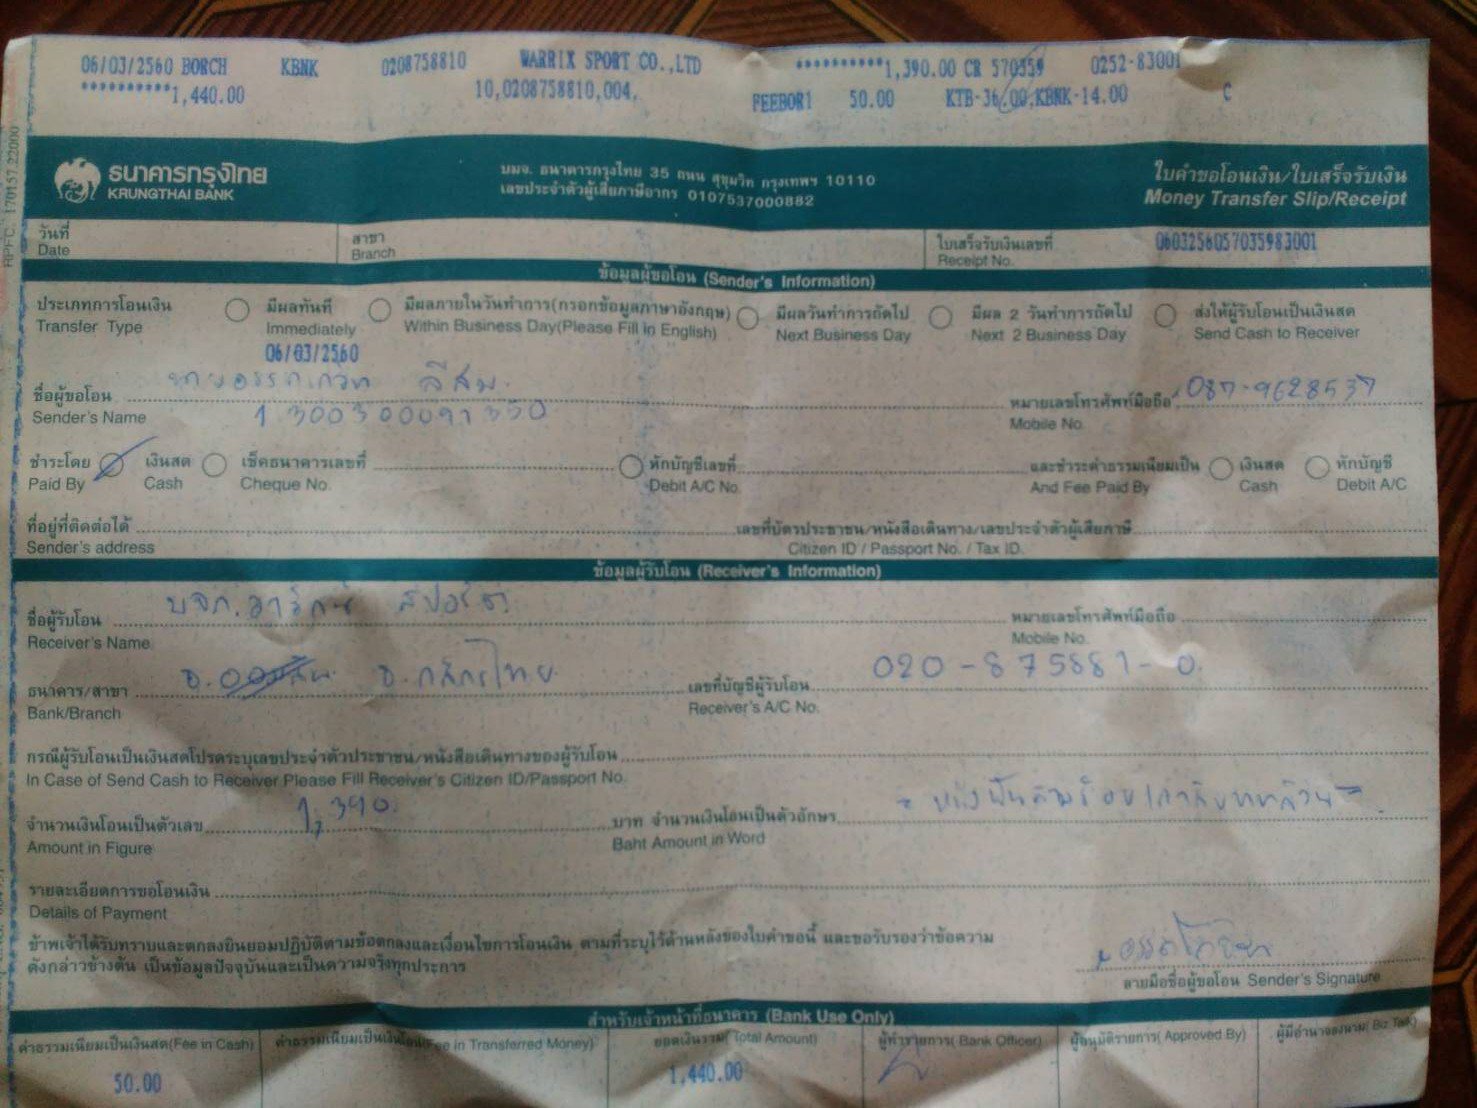 06/03/2560 BORCH KBNK 0208758810 WARRIX SPORT CO.,LTD **********1,390.00 CR 570359 0252-83001
**********1,440.00 10,0208758810,004, FEEBOR1 50.00 KTB-36.00,KBNK-14.00 C
ธนาคารกรุงไทย
KRUNGTHAI BANK
บมจ. ธนาคารกรุงไทย 35 ถนน สุขุมวิท กรุงเทพฯ 10110
เลขประจำตัวผู้เสียภาษีอากร 0107537000882
ใบคำขอโอนเงิน/ใบเสร็จรับเงิน
Money Transfer Slip/Receipt
วันที่ สาขา ใบเสร็จรับเงินเลขที่ 0603256057035983001
Date Branch Receipt No.
ข้อมูลผู้ขอโอน (Sender's Information)
ประเภทการโอนเงิน มีผลทันที มีผลภายในวันทำการ(กรอกข้อมูลภาษาอังกฤษ) มีผลวันทำการถัดไป มีผล 2 วันทำการถัดไป ส่งให้ผู้รับโอนเป็นเงินสด
Transfer Type Immediately Within Business Day(Please Fill in English) Next Business Day Next 2 Business Day Send Cash to Receiver
06/03/2560
ชื่อผู้ขอโอน ลีสม หมายเลขโทรศัพท์มือถือ 087-9628537
Sender's Name Mobile No.
ชำระโดย เงินสด เช็คธนาคารเลขที่ หักบัญชีเลขที่ และชำระค่าธรรมเนียมเป็น เงินสด หักบัญชี
Paid By Cash Cheque No. Debit A/C No. And Fee Paid By Cash Debit A/C
ที่อยู่ที่ติดต่อได้ เลขที่บัตรประชาชน/หนังสือเดินทาง/เลขประจำตัวผู้เสียภาษี
Sender's address Citizen ID / Passport No. / Tax ID.
ข้อมูลผู้รับโอน (Receiver's Information)
ชื่อผู้รับโอน บจก. วาริกซ์ สปอร์ต หมายเลขโทรศัพท์มือถือ
Receiver's Name Mobile No.
ธนาคาร/สาขา ธ.กสิกรไทย เลขที่บัญชีผู้รับโอน 020-875881-0
Bank/Branch Receiver's A/C No.
กรณีผู้รับโอนเป็นเงินสดโปรดระบุเลขประจำตัวประชาชน/หนังสือเดินทางของผู้รับโอน
In Case of Send Cash to Receiver Please Fill Receiver's Citizen ID/Passport No.
จำนวนเงินโอนเป็นตัวเลข 1,390. บาท จำนวนเงินโอนเป็นตัวอักษร - หนึ่งพันสามร้อยเก้าสิบบาทถ้วน -
Amount in Figure Baht Amount in Word
รายละเอียดการขอโอนเงิน
Details of Payment
ข้าพเจ้าได้รับทราบและตกลงยินยอมปฏิบัติตามข้อตกลงและเงื่อนไขการโอนเงิน ตามที่ระบุไว้ด้านหลังของใบคำขอนี้ และขอรับรองว่าข้อความ
ดังกล่าวข้างต้น เป็นข้อมูลปัจจุบันและเป็นความจริงทุกประการ
ลายมือชื่อผู้ขอโอน Sender's Signature
สำหรับเจ้าหน้าที่ธนาคาร (Bank Use Only)
ค่าธรรมเนียมเป็นเงินสด(Fee in Cash) ค่าธรรมเนียมเป็นเงินโอน(Fee in Transferred Money) ยอดเงินรวม(Total Amount) ผู้ทำรายการ(Bank Officer) ผู้อนุมัติรายการ(Approved By) ผู้มีอำนาจลงนาม
50.00 1,440.00